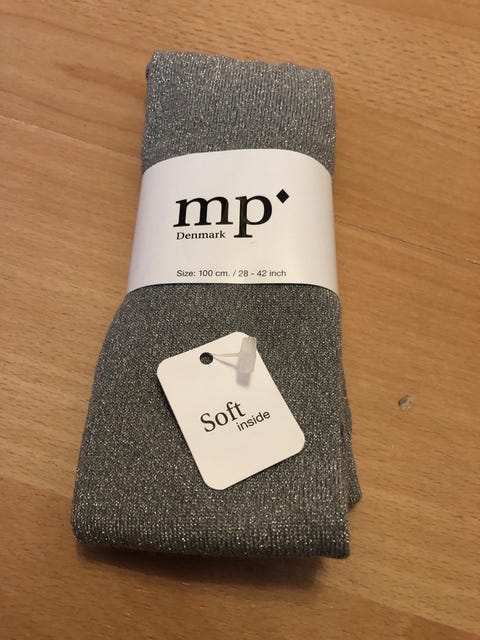 mp
Denmark
Size: 100 cm. / 28 - 42 inch
Soft
inside